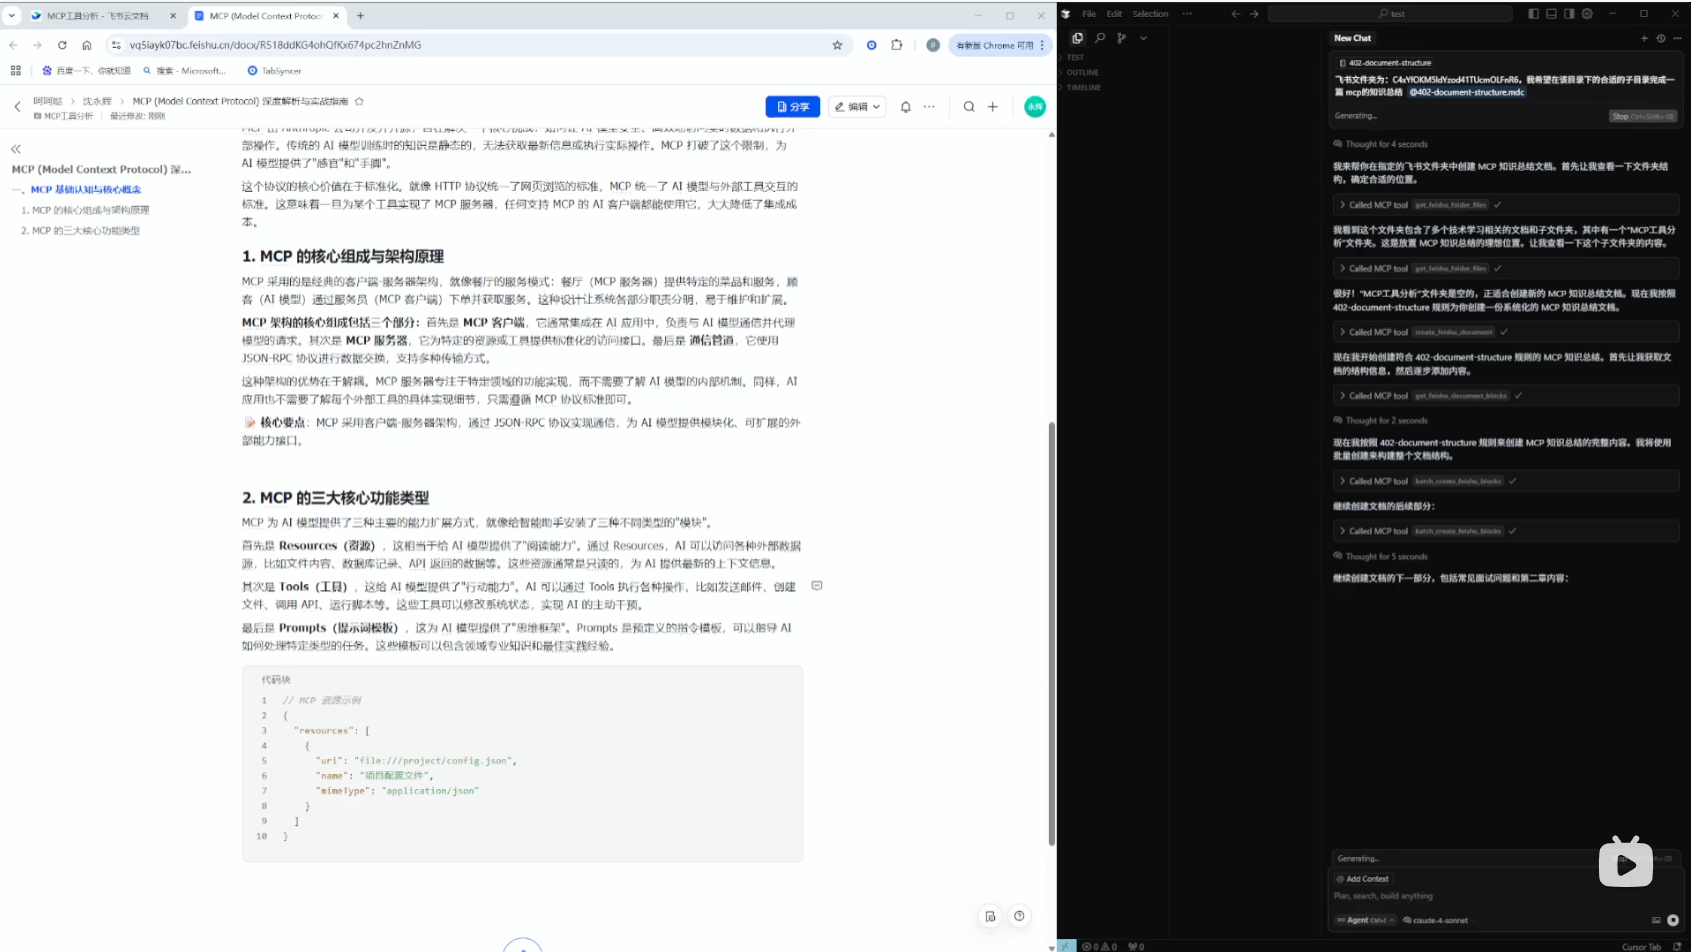 MCP工具分析 - 飞书云文档
MCP (Model Context Protoco
vq5iayk07bc.feishu.cn/docx/R518ddKG4ohQfKx674pc2hnZnMG
有新版 Chrome 可用
百度一下，你就知道
搜索 - Microsoft...
TabSyncer
沈永辉
MCP (Model Context Protocol) 深度解析与实战指南
MCP工具分析
最近修改: 刚刚
分享
编辑
永辉
MCP (Model Context Protocol) 深...
一、MCP 基础认知与核心概念
1. MCP 的核心组成与架构原理
2. MCP 的三大核心功能类型
部操作。传统的 AI 模型训练时的知识是静态的，无法获取最新信息或执行实际操作。MCP 打破了这个限制，为
AI 模型提供了"感官"和"手脚"。
这个协议的核心价值在于标准化。就像 HTTP 协议统一了网页浏览的标准，MCP 统一了 AI 模型与外部工具交互的
标准。这意味着一旦为某个工具实现了 MCP 服务器，任何支持 MCP 的 AI 客户端都能使用它，大大降低了集成成
本。
1. MCP 的核心组成与架构原理
MCP 采用的是经典的客户端-服务器架构，就像餐厅的服务模式：餐厅（MCP 服务器）提供特定的菜品和服务，顾
客（AI 模型）通过服务员（MCP 客户端）下单并获取服务。这种设计让系统各部分职责分明，易于维护和扩展。
MCP 架构的核心组成包括三个部分：首先是 MCP 客户端，它通常集成在 AI 应用中，负责与 AI 模型通信并代理
模型的请求。其次是 MCP 服务器，它为特定的资源或工具提供标准化的访问接口。最后是 通信管道，它使用
JSON-RPC 协议进行数据交换，支持多种传输方式。
这种架构的优势在于解耦。MCP 服务器专注于特定领域的功能实现，而不需要了解 AI 模型的内部机制。同样，AI
应用也不需要了解每个外部工具的具体实现细节，只需遵循 MCP 协议标准即可。
📝 核心要点：MCP 采用客户端-服务器架构，通过 JSON-RPC 协议实现通信，为 AI 模型提供模块化、可扩展的外
部能力接口。
2. MCP 的三大核心功能类型
MCP 为 AI 模型提供了三种主要的能力扩展方式，就像给智能助手安装了三种不同类型的"模块"。
首先是 Resources（资源），这相当于给 AI 模型提供了"阅读能力"。通过 Resources，AI 可以访问各种外部数据
源，比如文件内容、数据库记录、API 返回的数据等。这些资源通常是只读的，为 AI 提供最新的上下文信息。
其次是 Tools（工具），这给 AI 模型提供了"行动能力"。AI 可以通过 Tools 执行各种操作，比如发送邮件、创建
文件、调用 API、运行脚本等。这些工具可以修改系统状态，实现 AI 的主动干预。
最后是 Prompts（提示词模板），这为 AI 模型提供了"思维框架"。Prompts 是预定义的指令模板，可以指导 AI
如何处理特定类型的任务。这些模板可以包含领域专业知识和最佳实践经验。
代码块
1 // MCP 资源示例
2 {
3 "resources": [
4 {
5 "uri": "file:///project/config.json",
6 "name": "项目配置文件",
7 "mimeType": "application/json"
8 }
9 ]
10 }
File Edit Selection ···
test
TEST
OUTLINE
TIMELINE
New Chat
402-document-structure
飞书文件夹为：C4xYfOKM5ldYzod41TUcmOLFnR6，我希望在该目录下的合适的子目录完成一
篇 mcp的知识总结 @402-document-structure.mdc
Generating...
Stop Ctrl+Shift+⌫
Thought for 4 seconds
我来帮你在指定的飞书文件夹中创建 MCP 知识总结文档。首先让我查看一下文件夹结
构，确定合适的位置。
Called MCP tool get_feishu_folder_files
我看到这个文件夹包含了多个技术学习相关的文档和子文件夹，其中有一个"MCP工具分
析"文件夹。这是放置 MCP 知识总结的理想位置。让我查看一下这个子文件夹的内容。
Called MCP tool get_feishu_folder_files
很好！"MCP工具分析"文件夹是空的，正适合创建新的 MCP 知识总结文档。现在我按照
402-document-structure 规则为你创建一份系统化的 MCP 知识总结文档。
Called MCP tool create_feishu_document
现在我开始创建符合 402-document-structure 规则的 MCP 知识总结。首先让我获取文
档的结构信息，然后逐步添加内容。
Called MCP tool get_feishu_document_blocks
Thought for 2 seconds
现在我按照 402-document-structure 规则来创建 MCP 知识总结的完整内容。我将使用
批量创建来构建整个文档结构。
Called MCP tool batch_create_feishu_blocks
继续创建文档的后续部分：
Called MCP tool batch_create_feishu_blocks
Thought for 5 seconds
继续创建文档的下一部分，包括常见面试问题和第二章内容：
Generating...
@ Add Context
Plan, search, build anything
Agent Ctrl+I
claude-4-sonnet
0 0 0
Cursor Tab